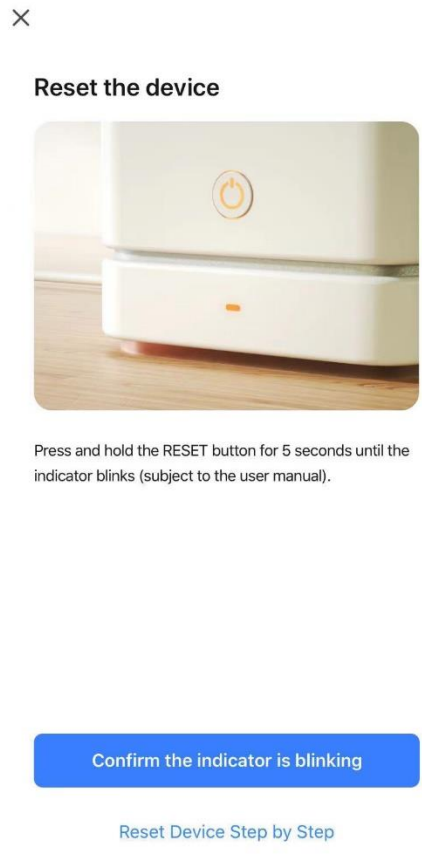 Reset the device
Press and hold the RESET button for 5 seconds until the
indicator blinks (subject to the user manual).
Confirm the indicator is blinking
Reset Device Step by Step